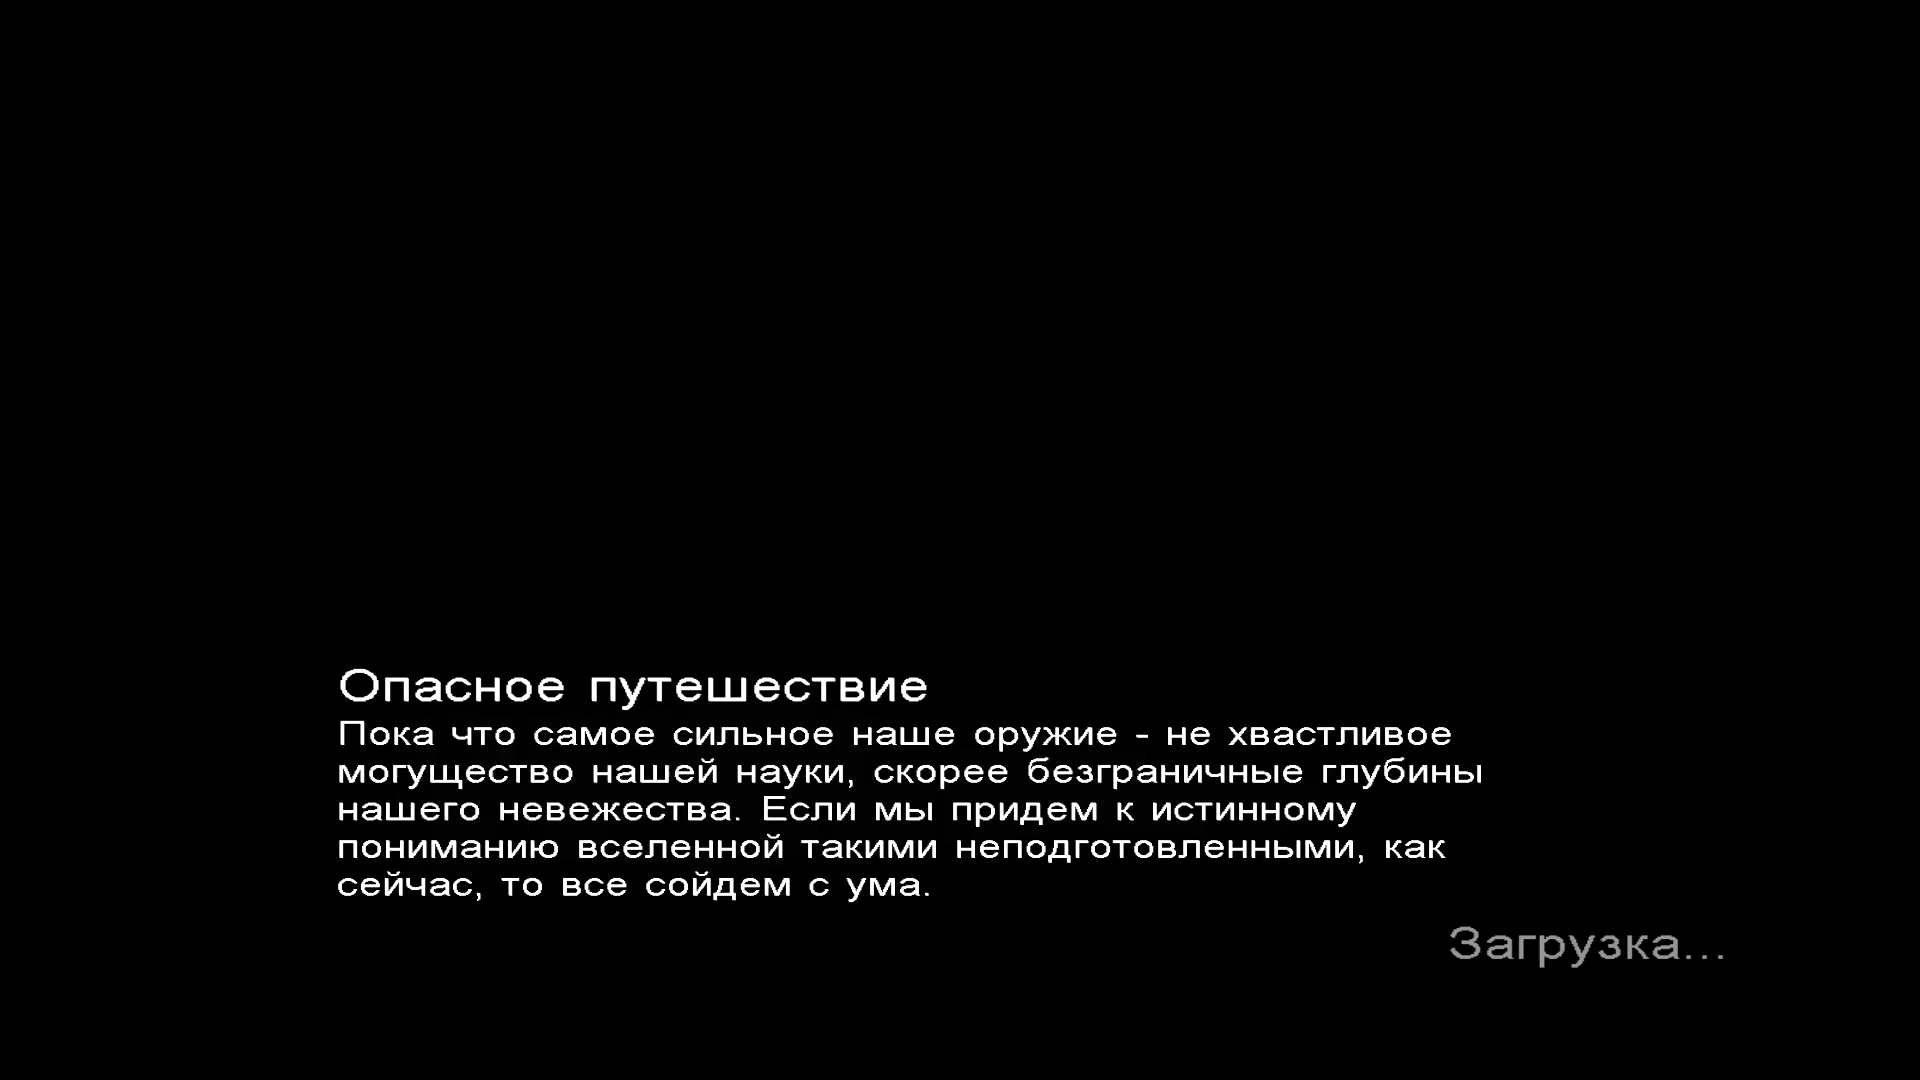 Опасное путешествие
Пока что самое сильное наше оружие - не хвастливое
могущество нашей науки, скорее безграничные глубины
нашего невежества. Если мы придем к истинному
пониманию вселенной такими неподготовленными, как
сейчас, то все сойдем с ума.
Загрузка...